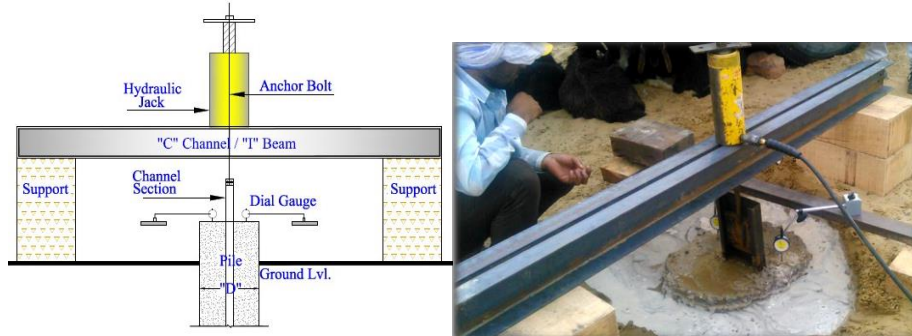 Hydraulic
Jack
Anchor Bolt
"C" Channel / "I" Beam
Support
Channel
Section
Dial Gauge
Support
Pile
"D"
Ground Lvl.